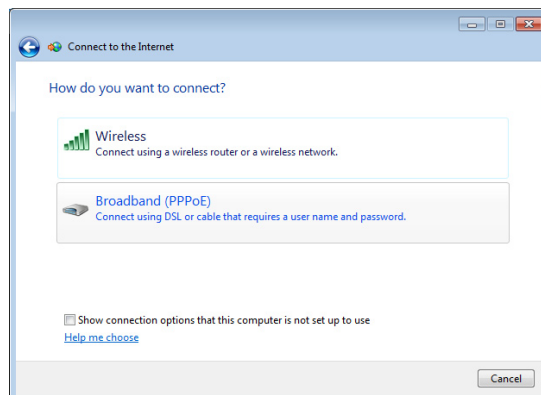 Connect to the Internet
How do you want to connect?
Wireless
Connect using a wireless router or a wireless network.
Broadband (PPPoE)
Connect using DSL or cable that requires a user name and password.
Show connection options that this computer is not set up to use
Help me choose
Cancel